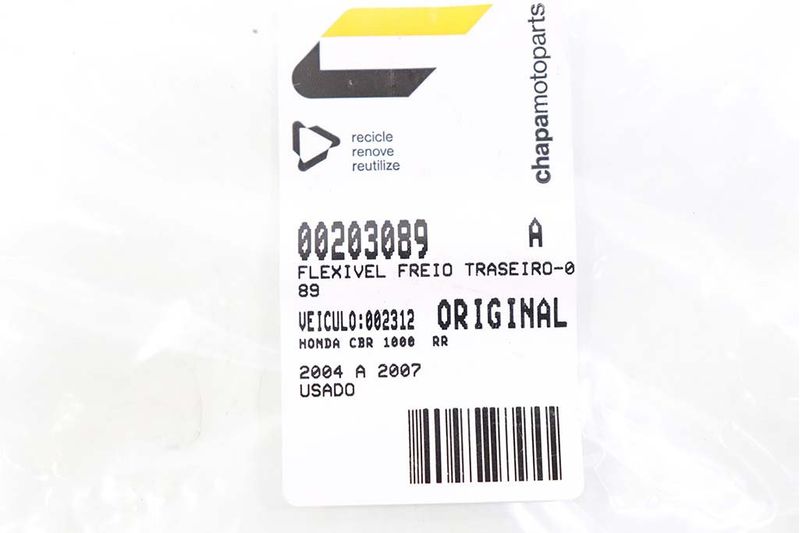 chapamotoparts
recicle
renove
reutilize
00203089 A
FLEXIVEL FREIO TRASEIRO-0
89
VEICULO:002312 ORIGINAL
HONDA CBR 1000 RR
2004 A 2007
USADO